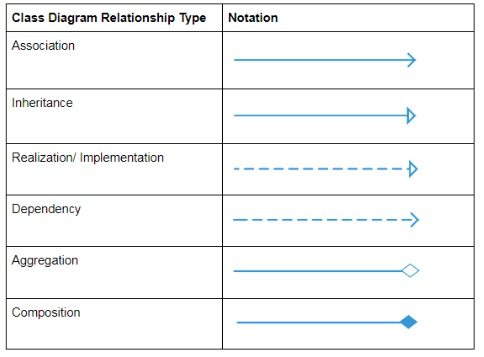 Class Diagram Relationship Type Notation
Association
Inheritance
Realization/ Implementation
Dependency
Aggregation
Composition